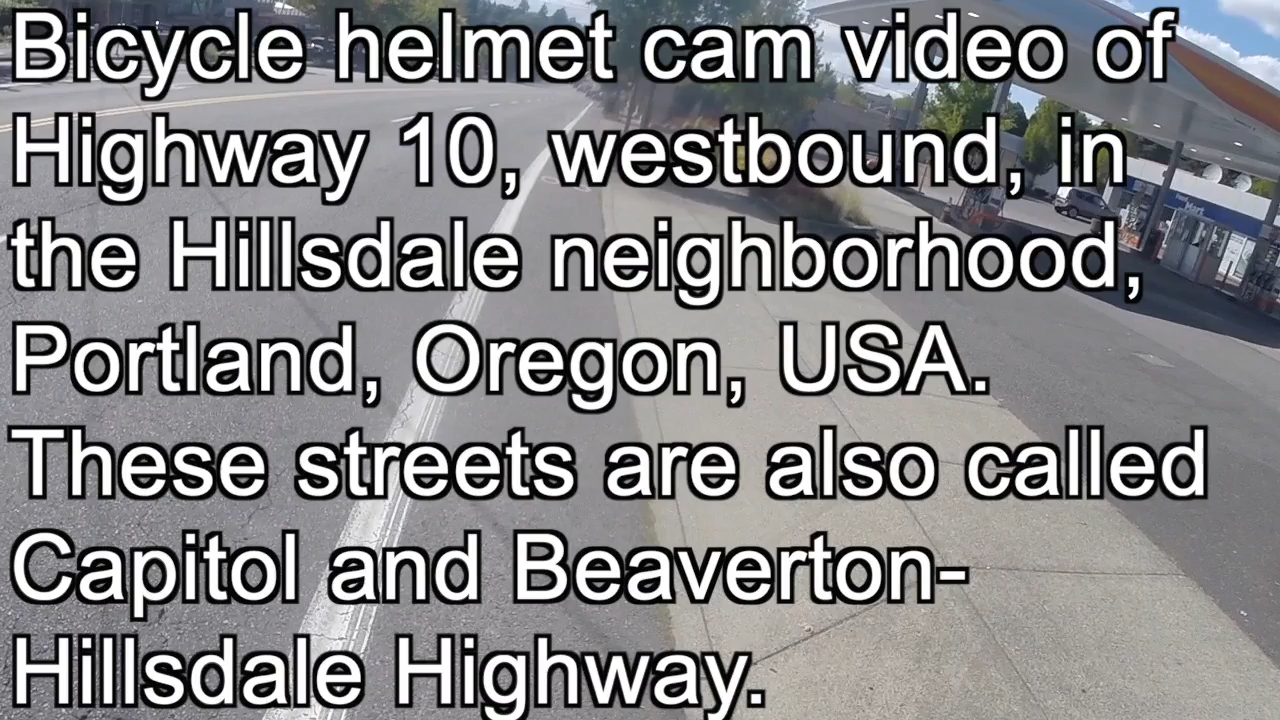 Bicycle helmet cam video of
Highway 10, westbound, in
the Hillsdale neighborhood,
Portland, Oregon, USA.
These streets are also called
Capitol and Beaverton-
Hillsdale Highway.